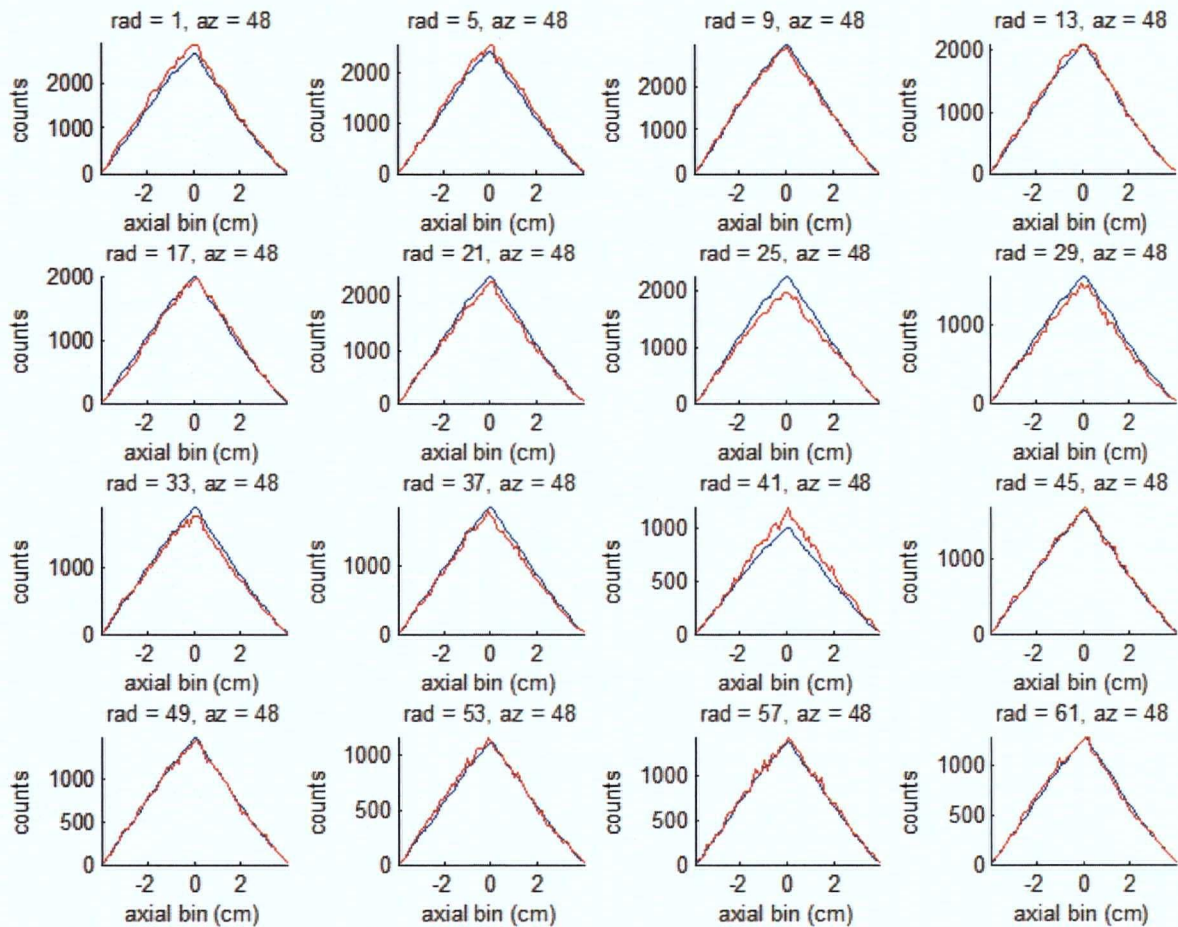 rad = 1, az = 48
rad = 5, az = 48
rad = 9, az = 48
rad = 13, az = 48
counts
2000
1000
0
-2 0 2
axial bin (cm)
counts
2000
1000
0
-2 0 2
axial bin (cm)
counts
2000
1000
0
-2 0 2
axial bin (cm)
counts
2000
1000
0
-2 0 2
axial bin (cm)
rad = 17, az = 48
rad = 21, az = 48
rad = 25, az = 48
rad = 29, az = 48
counts
2000
1000
0
-2 0 2
axial bin (cm)
counts
2000
1000
0
-2 0 2
axial bin (cm)
counts
2000
1000
0
-2 0 2
axial bin (cm)
counts
1000
0
-2 0 2
axial bin (cm)
rad = 33, az = 48
rad = 37, az = 48
rad = 41, az = 48
rad = 45, az = 48
counts
1000
0
-2 0 2
axial bin (cm)
counts
1000
0
-2 0 2
axial bin (cm)
counts
1000
500
0
-2 0 2
axial bin (cm)
counts
1000
0
-2 0 2
axial bin (cm)
rad = 49, az = 48
rad = 53, az = 48
rad = 57, az = 48
rad = 61, az = 48
counts
1000
500
0
-2 0 2
axial bin (cm)
counts
1000
500
0
-2 0 2
axial bin (cm)
counts
1000
500
0
-2 0 2
axial bin (cm)
counts
1000
500
0
-2 0 2
axial bin (cm)